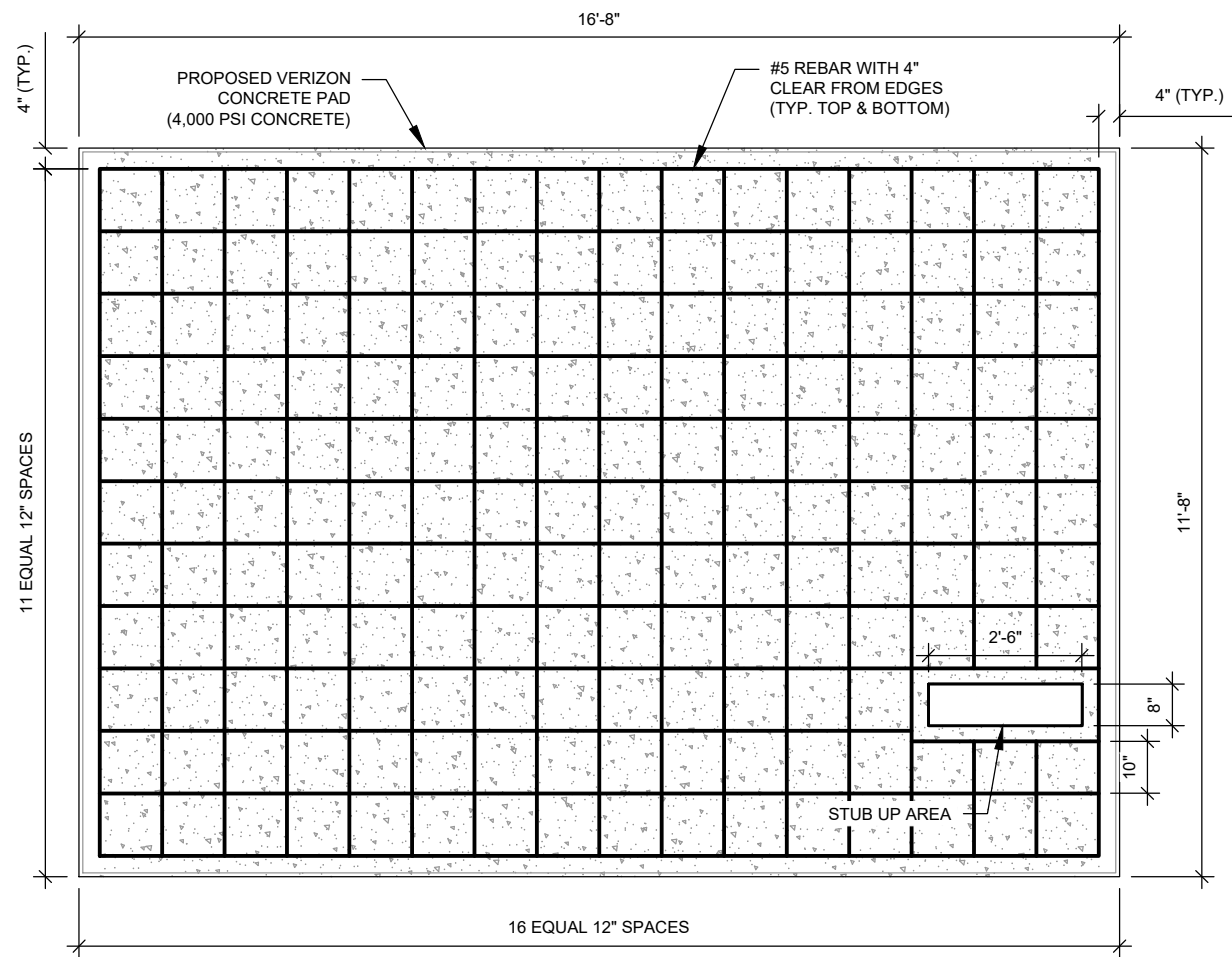 16'-8"
4" (TYP.)
PROPOSED VERIZON
CONCRETE PAD
(4,000 PSI CONCRETE)
#5 REBAR WITH 4"
CLEAR FROM EDGES
(TYP. TOP & BOTTOM)
4" (TYP.)
11 EQUAL 12" SPACES
11'-8"
2'-6"
8"
10"
STUB UP AREA
16 EQUAL 12" SPACES